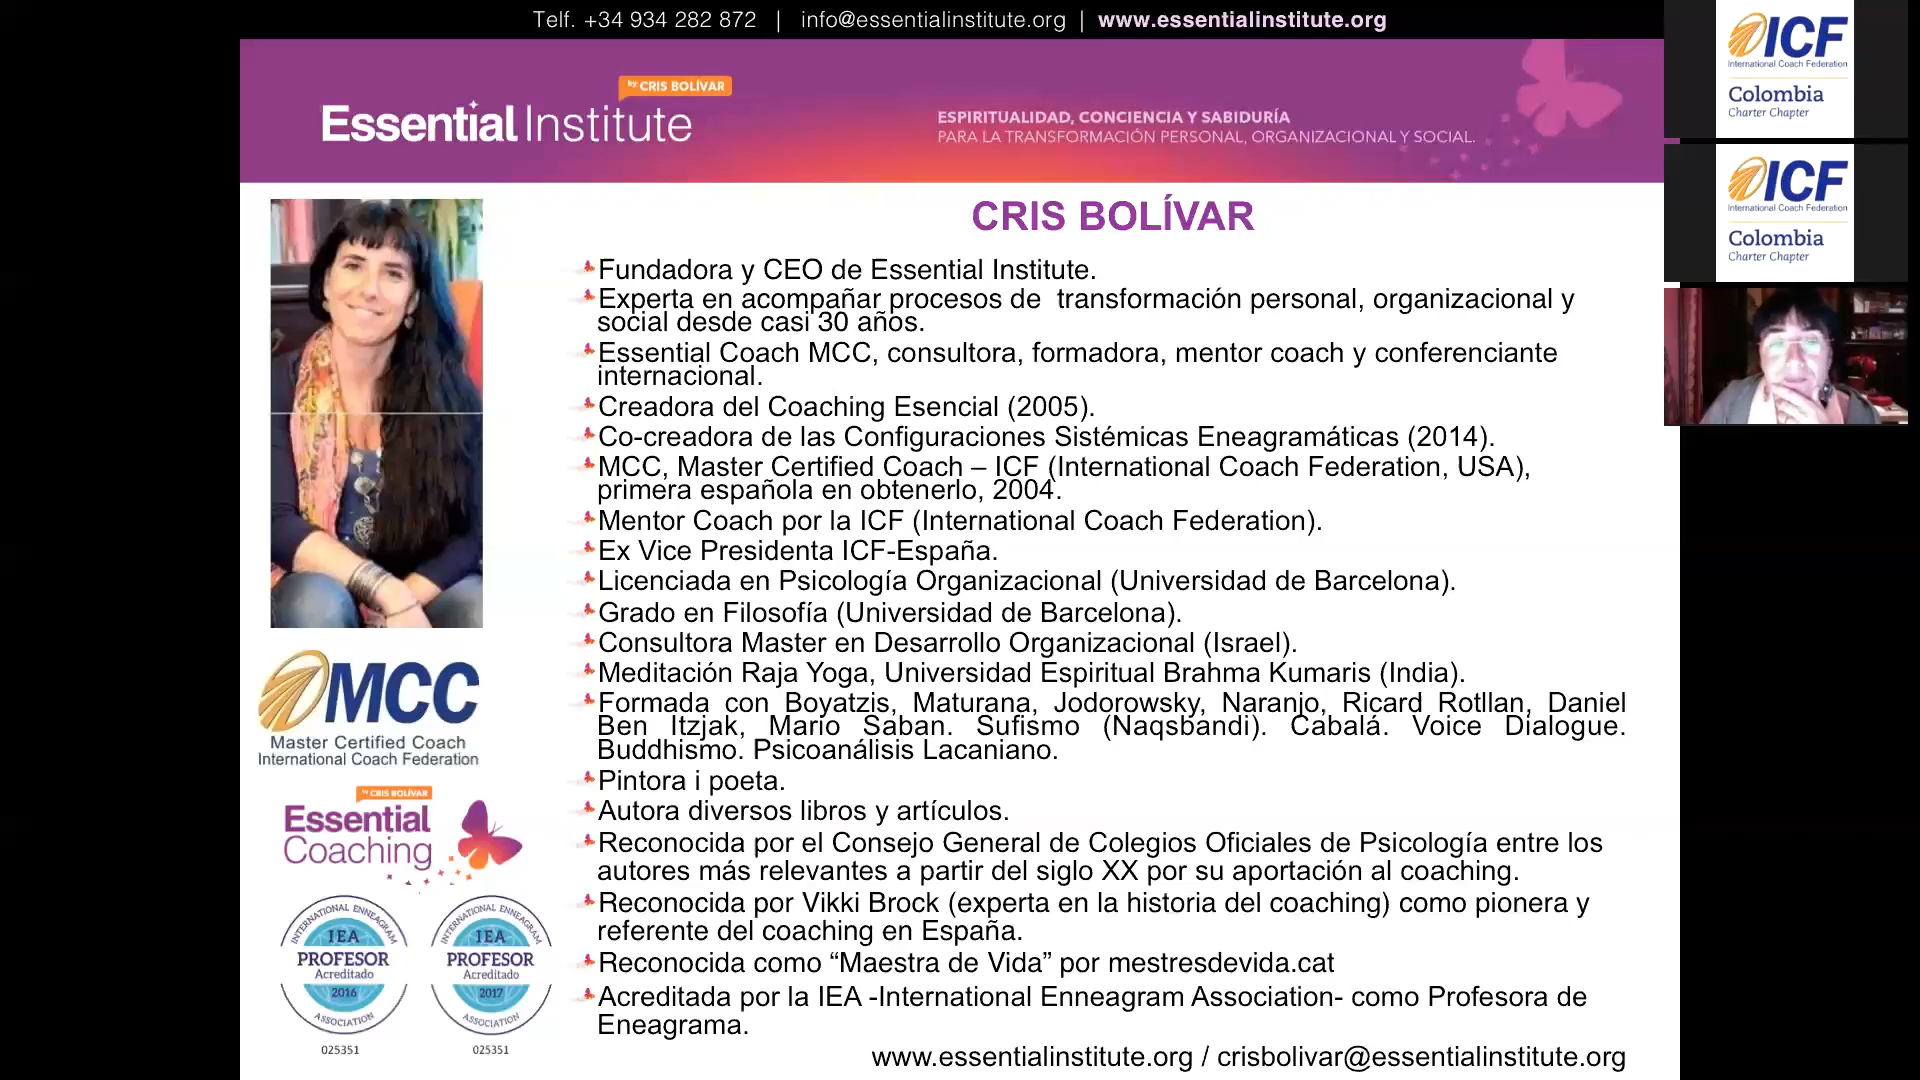 Telf. +34 934 282 872 | info@essentialinstitute.org | www.essentialinstitute.org
by CRIS BOLÍVAR
Essential Institute
ESPIRITUALIDAD, CONCIENCIA Y SABIDURÍA
PARA LA TRANSFORMACIÓN PERSONAL, ORGANIZACIONAL Y SOCIAL.
ICF
International Coach Federation
Colombia
Charter Chapter
ICF
International Coach Federation
Colombia
Charter Chapter
CRIS BOLÍVAR
Fundadora y CEO de Essential Institute.
Experta en acompañar procesos de transformación personal, organizacional y
social desde casi 30 años.
Essential Coach MCC, consultora, formadora, mentor coach y conferenciante
internacional.
Creadora del Coaching Esencial (2005).
Co-creadora de las Configuraciones Sistémicas Eneagramáticas (2014).
MCC, Master Certified Coach – ICF (International Coach Federation, USA),
primera española en obtenerlo, 2004.
Mentor Coach por la ICF (International Coach Federation).
Ex Vice Presidenta ICF-España.
Licenciada en Psicología Organizacional (Universidad de Barcelona).
Grado en Filosofía (Universidad de Barcelona).
Consultora Master en Desarrollo Organizacional (Israel).
Meditación Raja Yoga, Universidad Espiritual Brahma Kumaris (India).
Formada con Boyatzis, Maturana, Jodorowsky, Naranjo, Ricard Rotllan, Daniel
Ben Itzjak, Mario Saban. Sufismo (Naqsbandi). Cabalá. Voice Dialogue.
Buddhismo. Psicoanálisis Lacaniano.
Pintora i poeta.
Autora diversos libros y artículos.
Reconocida por el Consejo General de Colegios Oficiales de Psicología entre los
autores más relevantes a partir del siglo XX por su aportación al coaching.
Reconocida por Vikki Brock (experta en la historia del coaching) como pionera y
referente del coaching en España.
Reconocida como “Maestra de Vida” por mestresdevida.cat
Acreditada por la IEA -International Enneagram Association- como Profesora de
Eneagrama.
www.essentialinstitute.org / crisbolivar@essentialinstitute.org
MCC
Master Certified Coach
International Coach Federation
by CRIS BOLÍVAR
Essential
Coaching
INTERNATIONAL ENNEAGRAM
IEA
PROFESOR
Acreditado
2016
ASSOCIATION
025351
INTERNATIONAL ENNEAGRAM
IEA
PROFESOR
Acreditado
2017
ASSOCIATION
025351